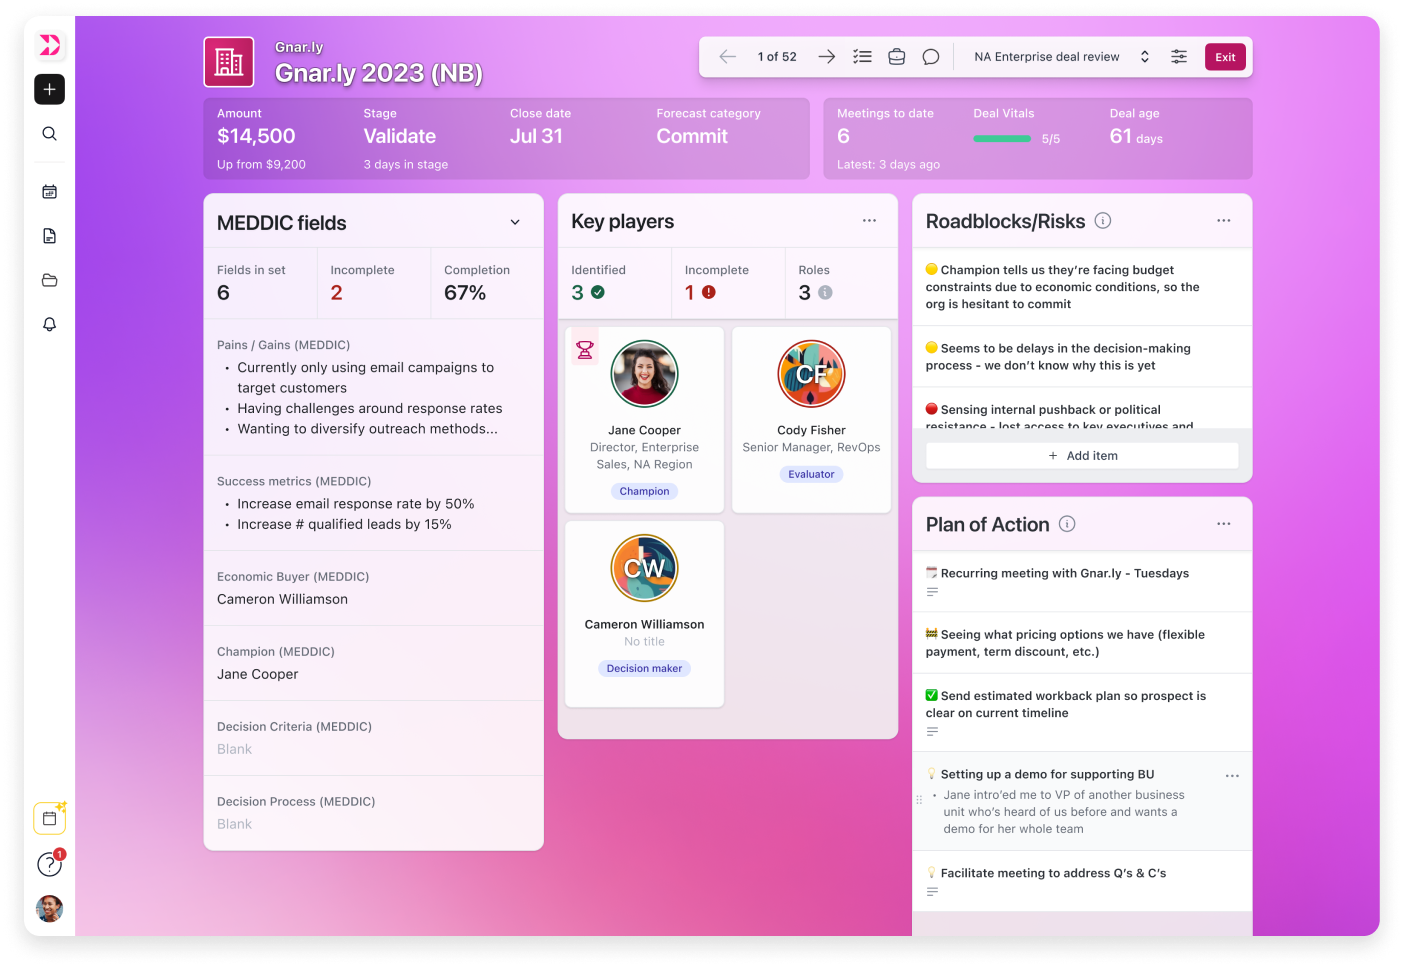 Gnar.ly
Gnar.ly 2023 (NB)
1 of 52
NA Enterprise deal review
Exit
Amount
$14,500
Up from $9,200
Stage
Validate
3 days in stage
Close date
Jul 31
Forecast category
Commit
Meetings to date
6
Latest: 3 days ago
Deal Vitals
5/5
Deal age
61 days
MEDDIC fields
Fields in set
6
Incomplete
2
Completion
67%
Pains / Gains (MEDDIC)
• Currently only using email campaigns to
target customers
• Having challenges around response rates
• Wanting to diversify outreach methods...
Success metrics (MEDDIC)
• Increase email response rate by 50%
• Increase # qualified leads by 15%
Economic Buyer (MEDDIC)
Cameron Williamson
Champion (MEDDIC)
Jane Cooper
Decision Criteria (MEDDIC)
Blank
Decision Process (MEDDIC)
Blank
Key players
Identified
3
Incomplete
1
Roles
3
Jane Cooper
Director, Enterprise
Sales, NA Region
Champion
CF
Cody Fisher
Senior Manager, RevOps
Evaluator
CW
Cameron Williamson
No title
Decision maker
Roadblocks/Risks
🟡 Champion tells us they’re facing budget
constraints due to economic conditions, so the
org is hesitant to commit
🟡 Seems to be delays in the decision-making
process - we don’t know why this is yet
🔴 Sensing internal pushback or political
resistance - lost access to key executives and
+ Add item
Plan of Action
🗓️ Recurring meeting with Gnar.ly - Tuesdays
🚧 Seeing what pricing options we have (flexible
payment, term discount, etc.)
✅ Send estimated workback plan so prospect is
clear on current timeline
💡 Setting up a demo for supporting BU
• Jane intro’ed me to VP of another business
unit who’s heard of us before and wants a
demo for her whole team
💡 Facilitate meeting to address Q’s & C’s
1